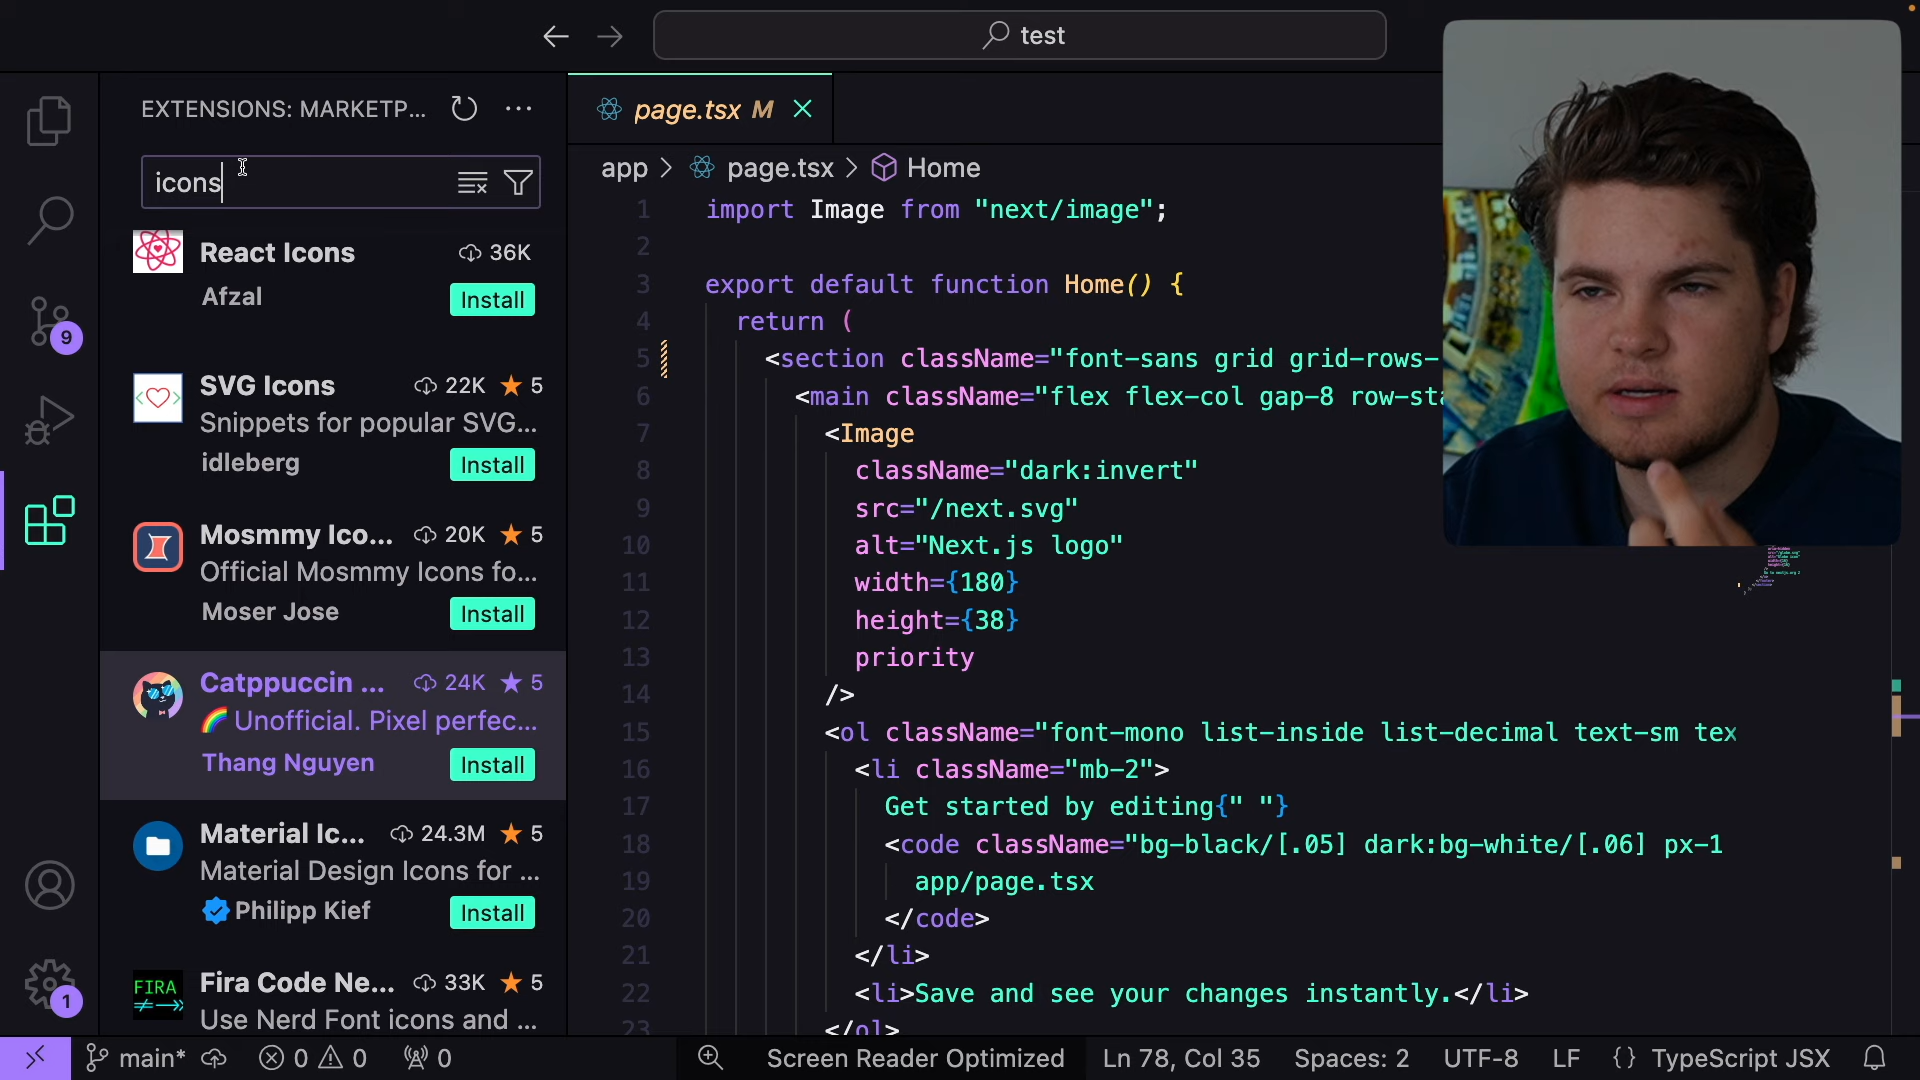 test
EXTENSIONS: MARKETP...
icons
React Icons
36K
Afzal
Install
SVG Icons
22K
5
Snippets for popular SVG...
idleberg
Install
Mosmmy Ico...
20K
5
Official Mosmmy Icons fo...
Moser Jose
Install
Catppuccin ...
24K
5
Unofficial. Pixel perfec...
Thang Nguyen
Install
Material Ic...
24.3M
5
Material Design Icons for ...
Philipp Kief
Install
FIRA
Fira Code Ne...
33K
5
Use Nerd Font icons and ...
9
1
page.tsx M
app > page.tsx > Home
1 import Image from "next/image";
2
3 export default function Home() {
4 return (
5 <section className="font-sans grid grid-rows-
6 <main className="flex flex-col gap-8 row-sta
7 <Image
8 className="dark:invert"
9 src="/next.svg"
10 alt="Next.js logo"
11 width={180}
12 height={38}
13 priority
14 />
15 <ol className="font-mono list-inside list-decimal text-sm tex
16 <li className="mb-2">
17 Get started by editing{" "}
18 <code className="bg-black/[.05] dark:bg-white/[.06] px-1
19 app/page.tsx
20 </code>
21 </li>
22 <li>Save and see your changes instantly.</li>
23 </ol>
main*
0
0
0
Screen Reader Optimized
Ln 78, Col 35
Spaces: 2
UTF-8
LF
{} TypeScript JSX